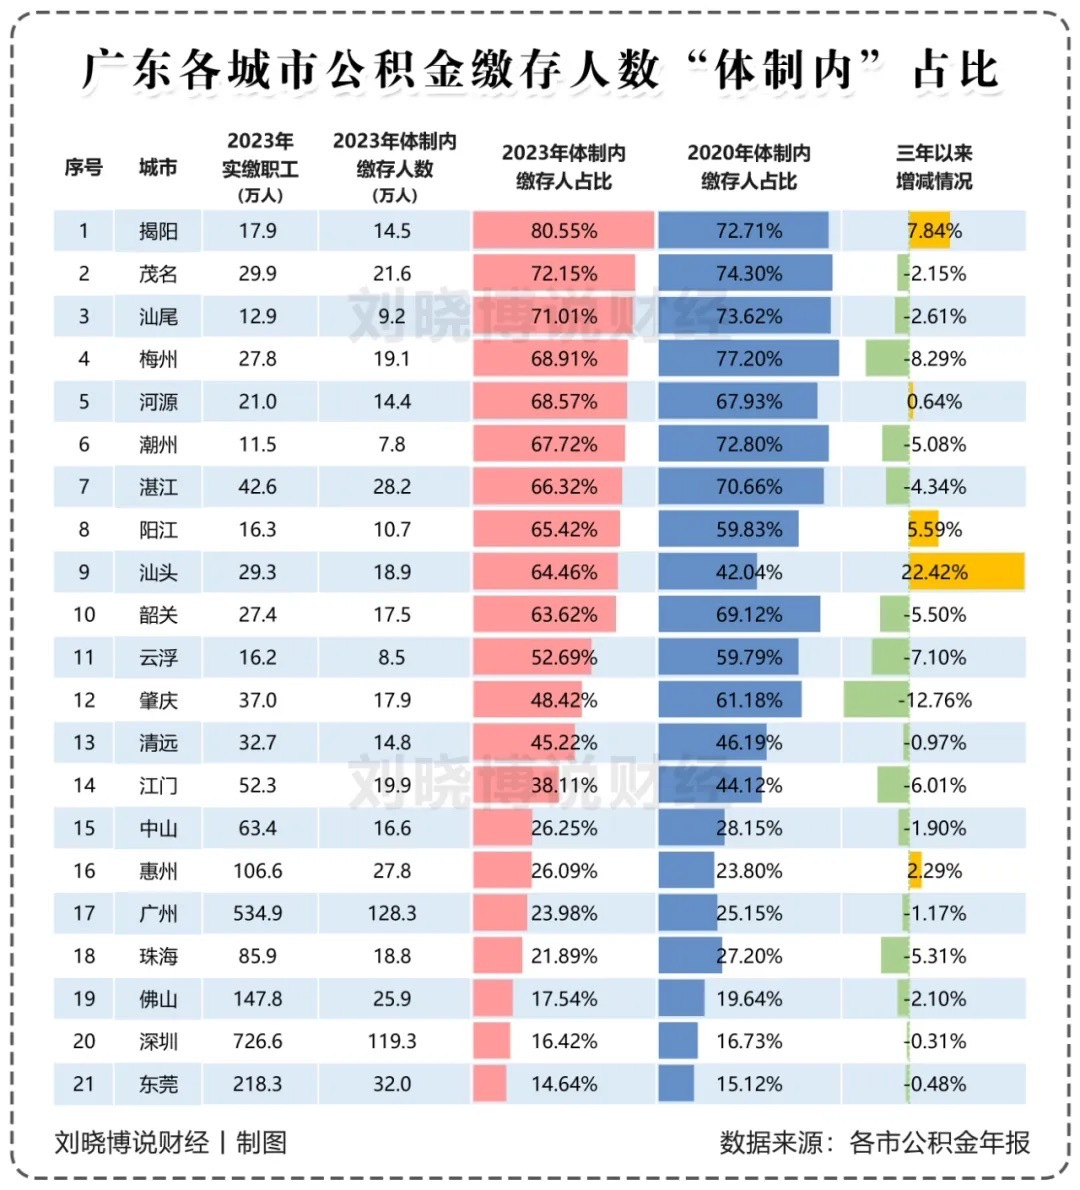 广东各城市公积金缴存人数“体制内”占比
序号 城市 2023年实缴职工(万人) 2023年体制内缴存人数(万人) 2023年体制内缴存人占比 2020年体制内缴存人占比 三年以来增减情况
1 揭阳 17.9 14.5 80.55% 72.71% 7.84%
2 茂名 29.9 21.6 72.15% 74.30% -2.15%
3 汕尾 12.9 9.2 71.01% 73.62% -2.61%
4 梅州 27.8 19.1 68.91% 77.20% -8.29%
5 河源 21.0 14.4 68.57% 67.93% 0.64%
6 潮州 11.5 7.8 67.72% 72.80% -5.08%
7 湛江 42.6 28.2 66.32% 70.66% -4.34%
8 阳江 16.3 10.7 65.42% 59.83% 5.59%
9 汕头 29.3 18.9 64.46% 42.04% 22.42%
10 韶关 27.4 17.5 63.62% 69.12% -5.50%
11 云浮 16.2 8.5 52.69% 59.79% -7.10%
12 肇庆 37.0 17.9 48.42% 61.18% -12.76%
13 清远 32.7 14.8 45.22% 46.19% -0.97%
14 江门 52.3 19.9 38.11% 44.12% -6.01%
15 中山 63.4 16.6 26.25% 28.15% -1.90%
16 惠州 106.6 27.8 26.09% 23.80% 2.29%
17 广州 534.9 128.3 23.98% 25.15% -1.17%
18 珠海 85.9 18.8 21.89% 27.20% -5.31%
19 佛山 147.8 25.9 17.54% 19.64% -2.10%
20 深圳 726.6 119.3 16.42% 16.73% -0.31%
21 东莞 218.3 32.0 14.64% 15.12% -0.48%
刘晓博说财经
刘晓博说财经
刘晓博说财经丨制图 数据来源：各市公积金年报